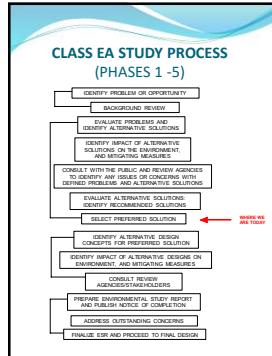 CLASS EA STUDY PROCESS
(PHASES 1 -5)
IDENTIFY PROBLEM OR OPPORTUNITY
BACKGROUND REVIEW
EVALUATE PROBLEMS AND
IDENTIFY ALTERNATIVE SOLUTIONS
IDENTIFY IMPACT OF ALTERNATIVE
SOLUTIONS ON THE ENVIRONMENT,
AND MITIGATING MEASURES
CONSULT WITH THE PUBLIC AND REVIEW AGENCIES
TO IDENTIFY ANY ISSUES OR CONCERNS WITH
DEFINED PROBLEMS AND ALTERNATIVE SOLUTIONS
EVALUATE ALTERNATIVE SOLUTIONS:
IDENTIFY RECOMMENDED SOLUTIONS
SELECT PREFERRED SOLUTION
WHERE WE
ARE TODAY
IDENTIFY ALTERNATIVE DESIGN
CONCEPTS FOR PREFERRED SOLUTION
IDENTIFY IMPACT OF ALTERNATIVE DESIGNS ON
ENVIRONMENT, AND MITIGATING MEASURES
CONSULT REVIEW
AGENCIES/STAKEHOLDERS
PREPARE ENVIRONMENTAL STUDY REPORT
AND PUBLISH NOTICE OF COMPLETION
ADDRESS OUTSTANDING CONCERNS
FINALIZE ESR AND PROCEED TO FINAL DESIGN